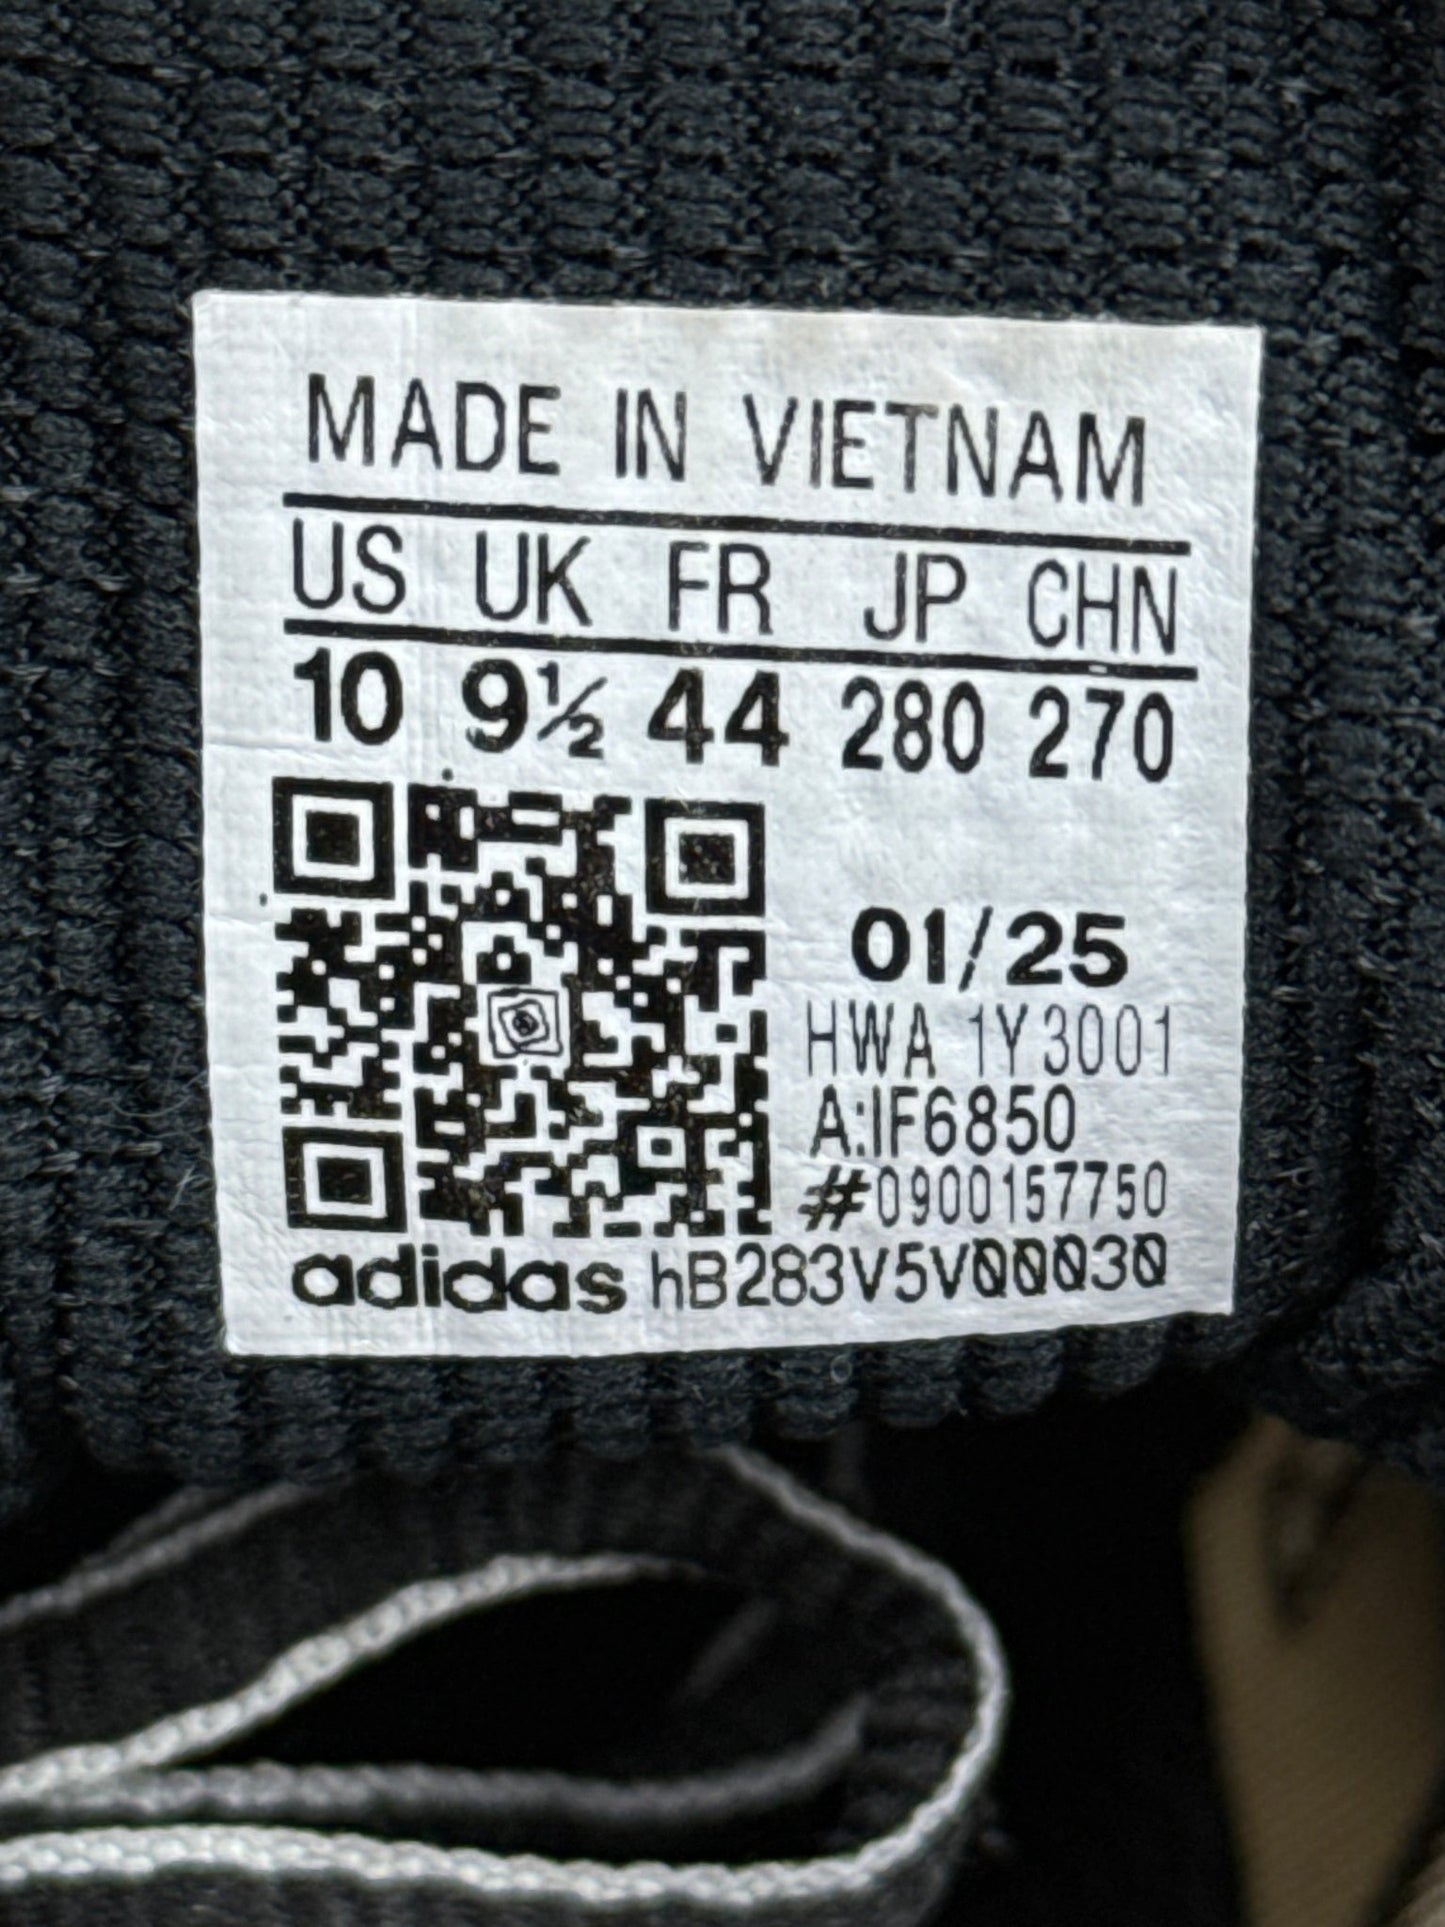 MADE IN VIETNAM
US UK FR JP CHN
10 9½ 44 280 270
01/25
HWA 1Y3001
A:IF6850
#0900157750
adidas hB283V5V000030